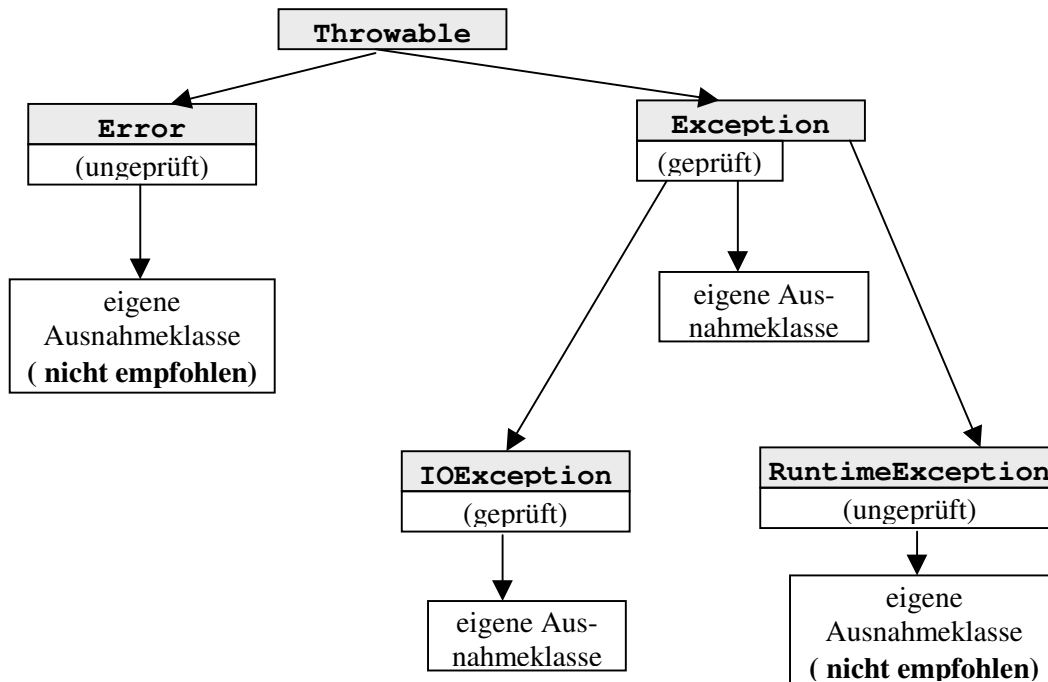 Throwable
Error
(ungeprüft)
Exception
(geprüft)
eigene
Ausnahmeklasse
( nicht empfohlen)
eigene Aus-
nahmeklasse
IOException
(geprüft)
RuntimeException
(ungeprüft)
eigene Aus-
nahmeklasse
eigene
Ausnahmeklasse
( nicht empfohlen)